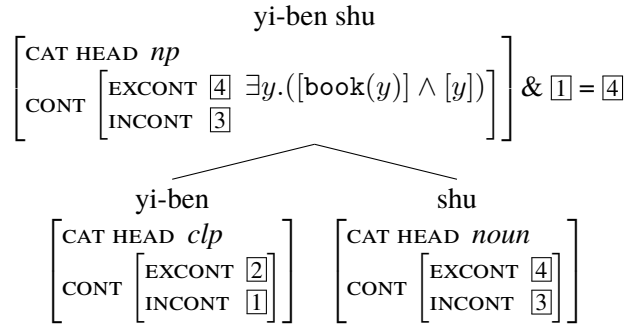 yi-ben shu
CAT HEAD np
CONT EXCONT 4 ∃y.([book(y)] ∧ [y]) & 1 = 4
INCONT 3
yi-ben shu
CAT HEAD clp CAT HEAD noun
CONT EXCONT 2 CONT EXCONT 4
INCONT 1 INCONT 3